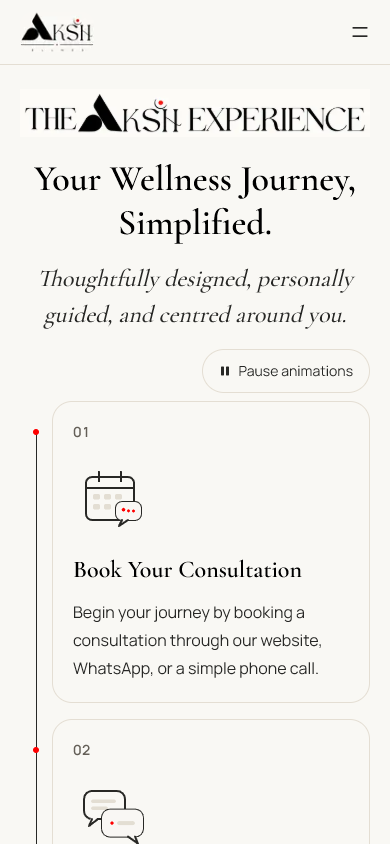 AKSH
THE AKSH EXPERIENCE
Your Wellness Journey,
Simplified.
Thoughtfully designed, personally
guided, and centred around you.
Pause animations
01
Book Your Consultation
Begin your journey by booking a
consultation through our website,
WhatsApp, or a simple phone call.
02